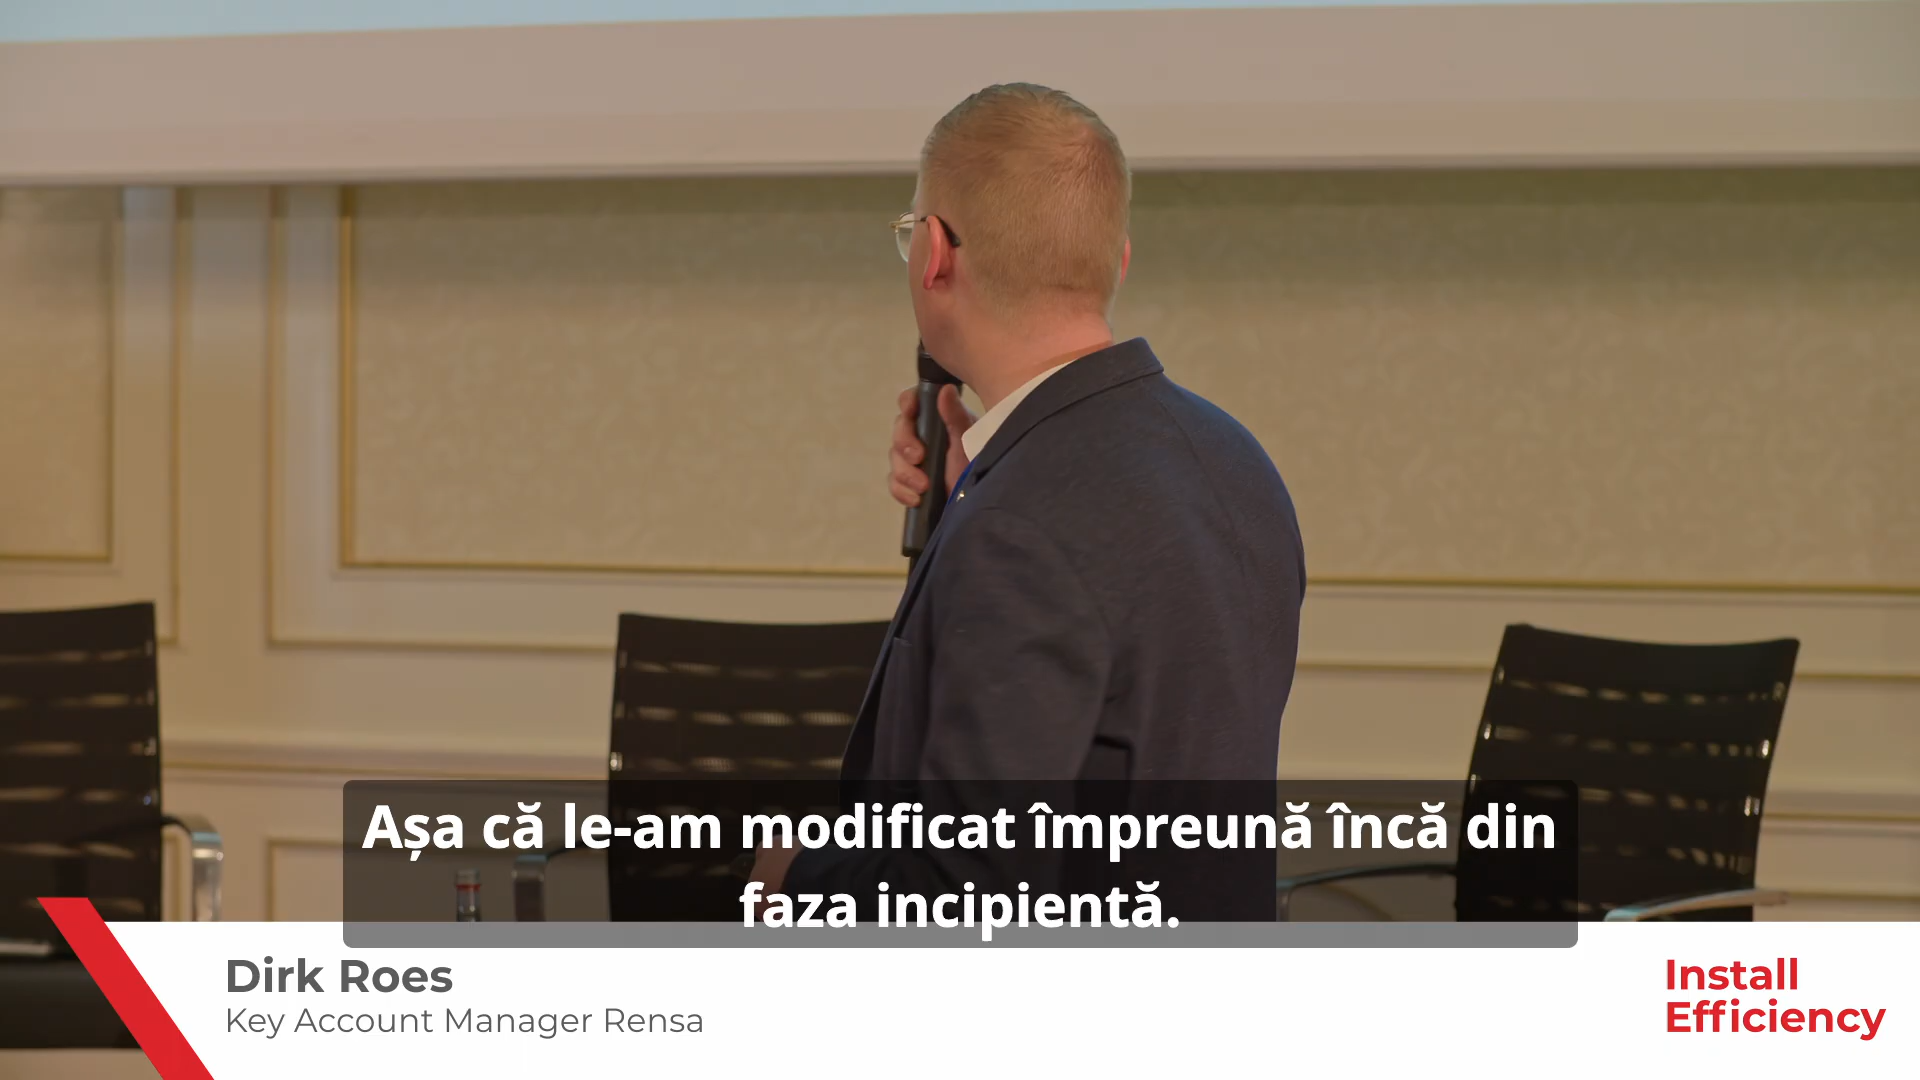 Așa că le-am modificat împreună încă din
faza incipientă.
Dirk Roes
Key Account Manager Rensa
Install
Efficiency